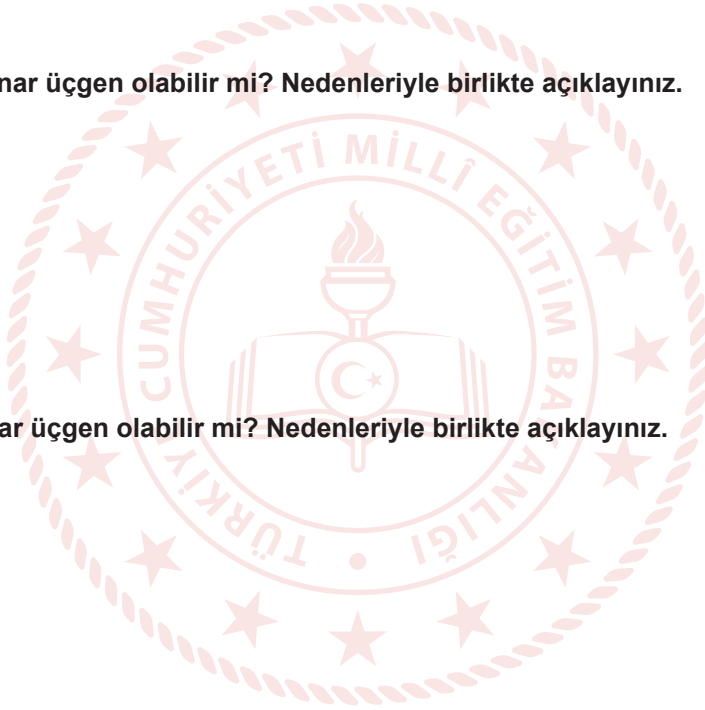 nar üçgen olabilir mi? Nedenleriyle birlikte açıklayınız.
ar üçgen olabilir mi? Nedenleriyle birlikte açıklayınız.
TÜRKİYE CUMHURİYETİ MİLLÎ EĞİTİM BAKANLIĞI